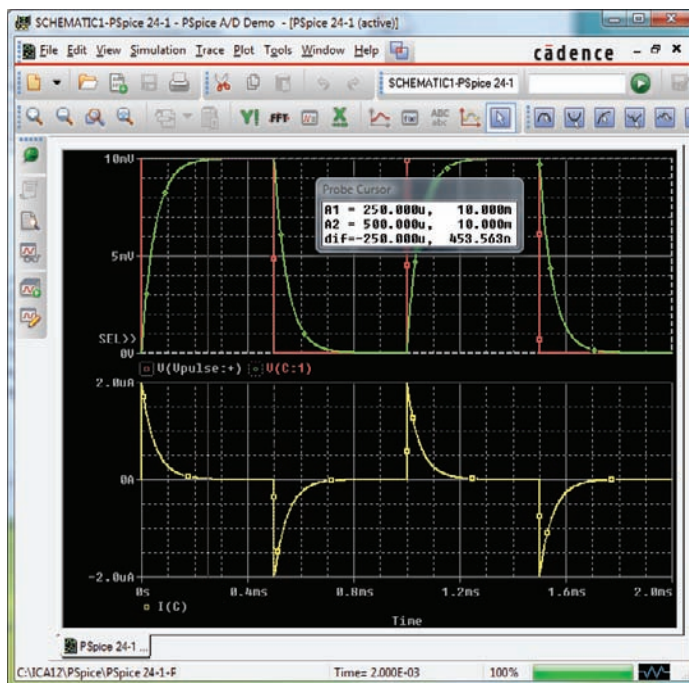 SCHEMATIC1-PSpice 24-1 - PSpice A/D Demo - [PSpice 24-1 (active)]
File Edit View Simulation Trace Plot Tools Window Help
cādence
SCHEMATIC1-PSpice 24-1
FFT
ABC
abc
10mV
Probe Cursor
A1 = 250.000u, 10.000m
A2 = 500.000u, 10.000m
dif=-250.000u, 453.563n
5mV
SEL>>
0V
V(Vpulse:+) V(C:1)
2.0uA
0A
-2.0uA
0s 0.4ms 0.8ms 1.2ms 1.6ms 2.0ms
I(C)
Time
PSpice 24-1 ...
C:\ICA12\PSpice\PSpice 24-1-F Time= 2.000E-03 100%